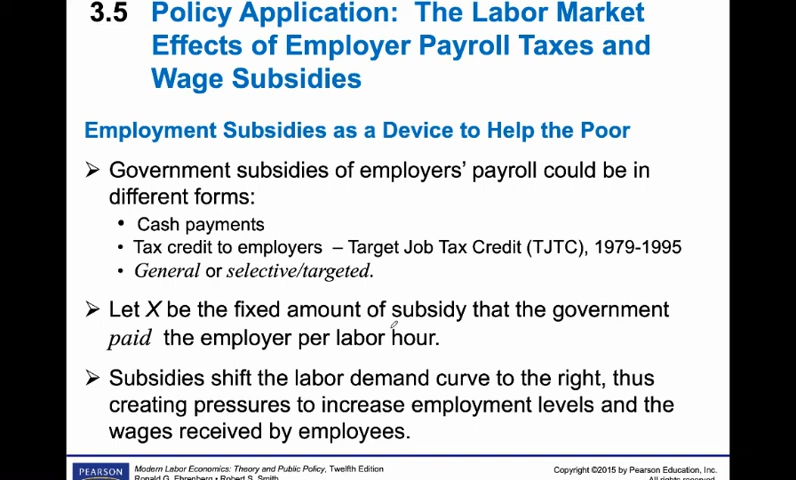 3.5 Policy Application: The Labor Market
Effects of Employer Payroll Taxes and
Wage Subsidies
Employment Subsidies as a Device to Help the Poor
➢ Government subsidies of employers’ payroll could be in
different forms:
• Cash payments
• Tax credit to employers – Target Job Tax Credit (TJTC), 1979-1995
• General or selective/targeted.
➢ Let X be the fixed amount of subsidy that the government
paid the employer per labor hour.
➢ Subsidies shift the labor demand curve to the right, thus
creating pressures to increase employment levels and the
wages received by employees.
PEARSON
Modern Labor Economics: Theory and Public Policy, Twelfth Edition
Ronald G. Ehrenberg • Robert S. Smith
Copyright ©2015 by Pearson Education, Inc.
All rights reserved.